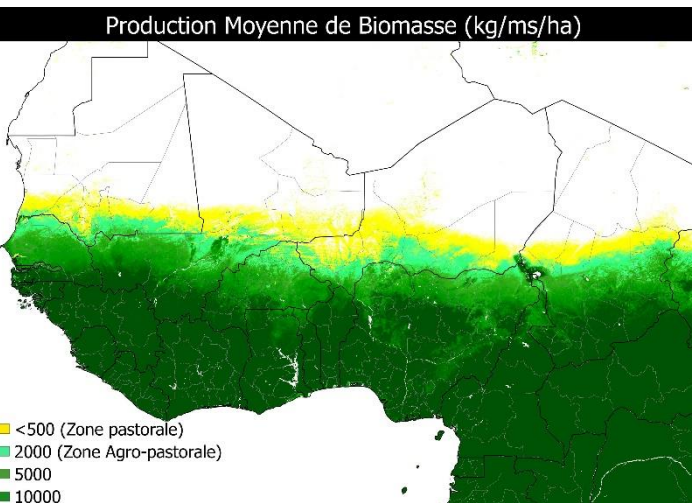 Production Moyenne de Biomasse (kg/ms/ha)
<500 (Zone pastorale)
2000 (Zone Agro-pastorale)
5000
10000